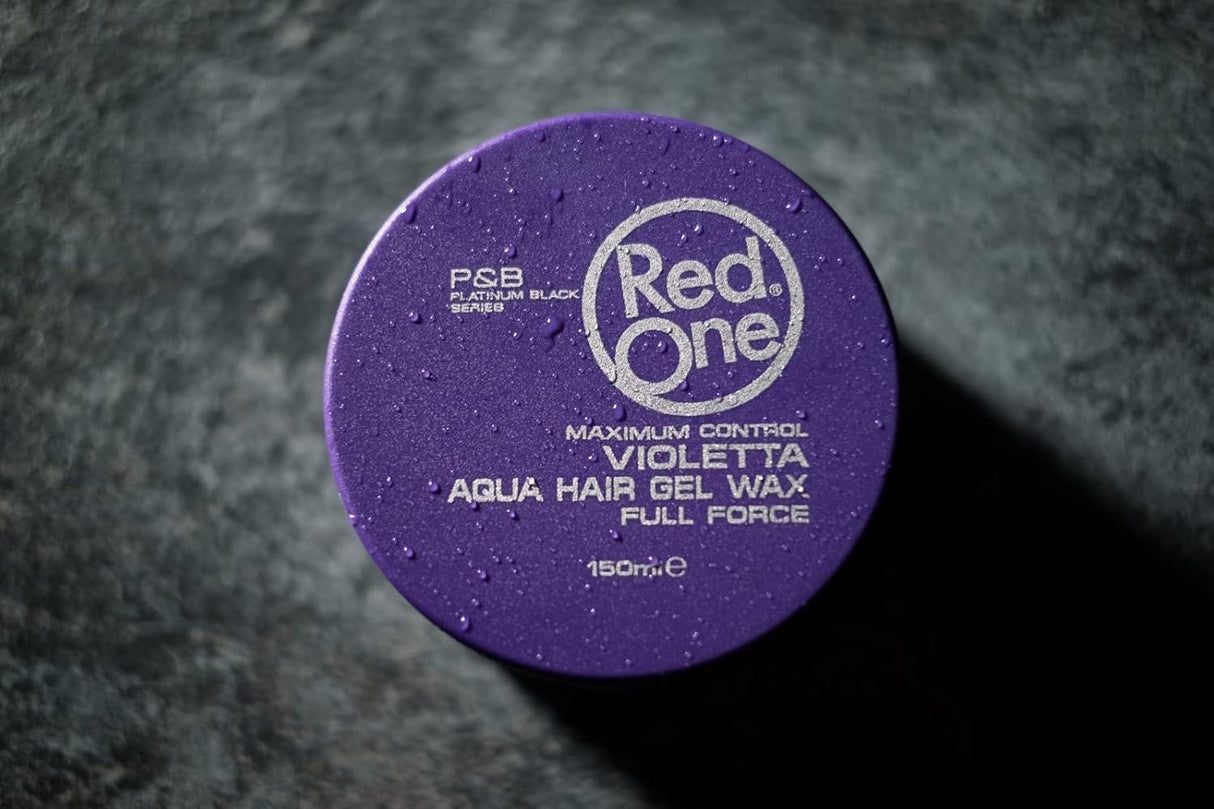 P&B
PLATINUM BLACK
SERIES
Red®
One
MAXIMUM CONTROL
VIOLETTA
AQUA HAIR GEL WAX
FULL FORCE
150ml℮